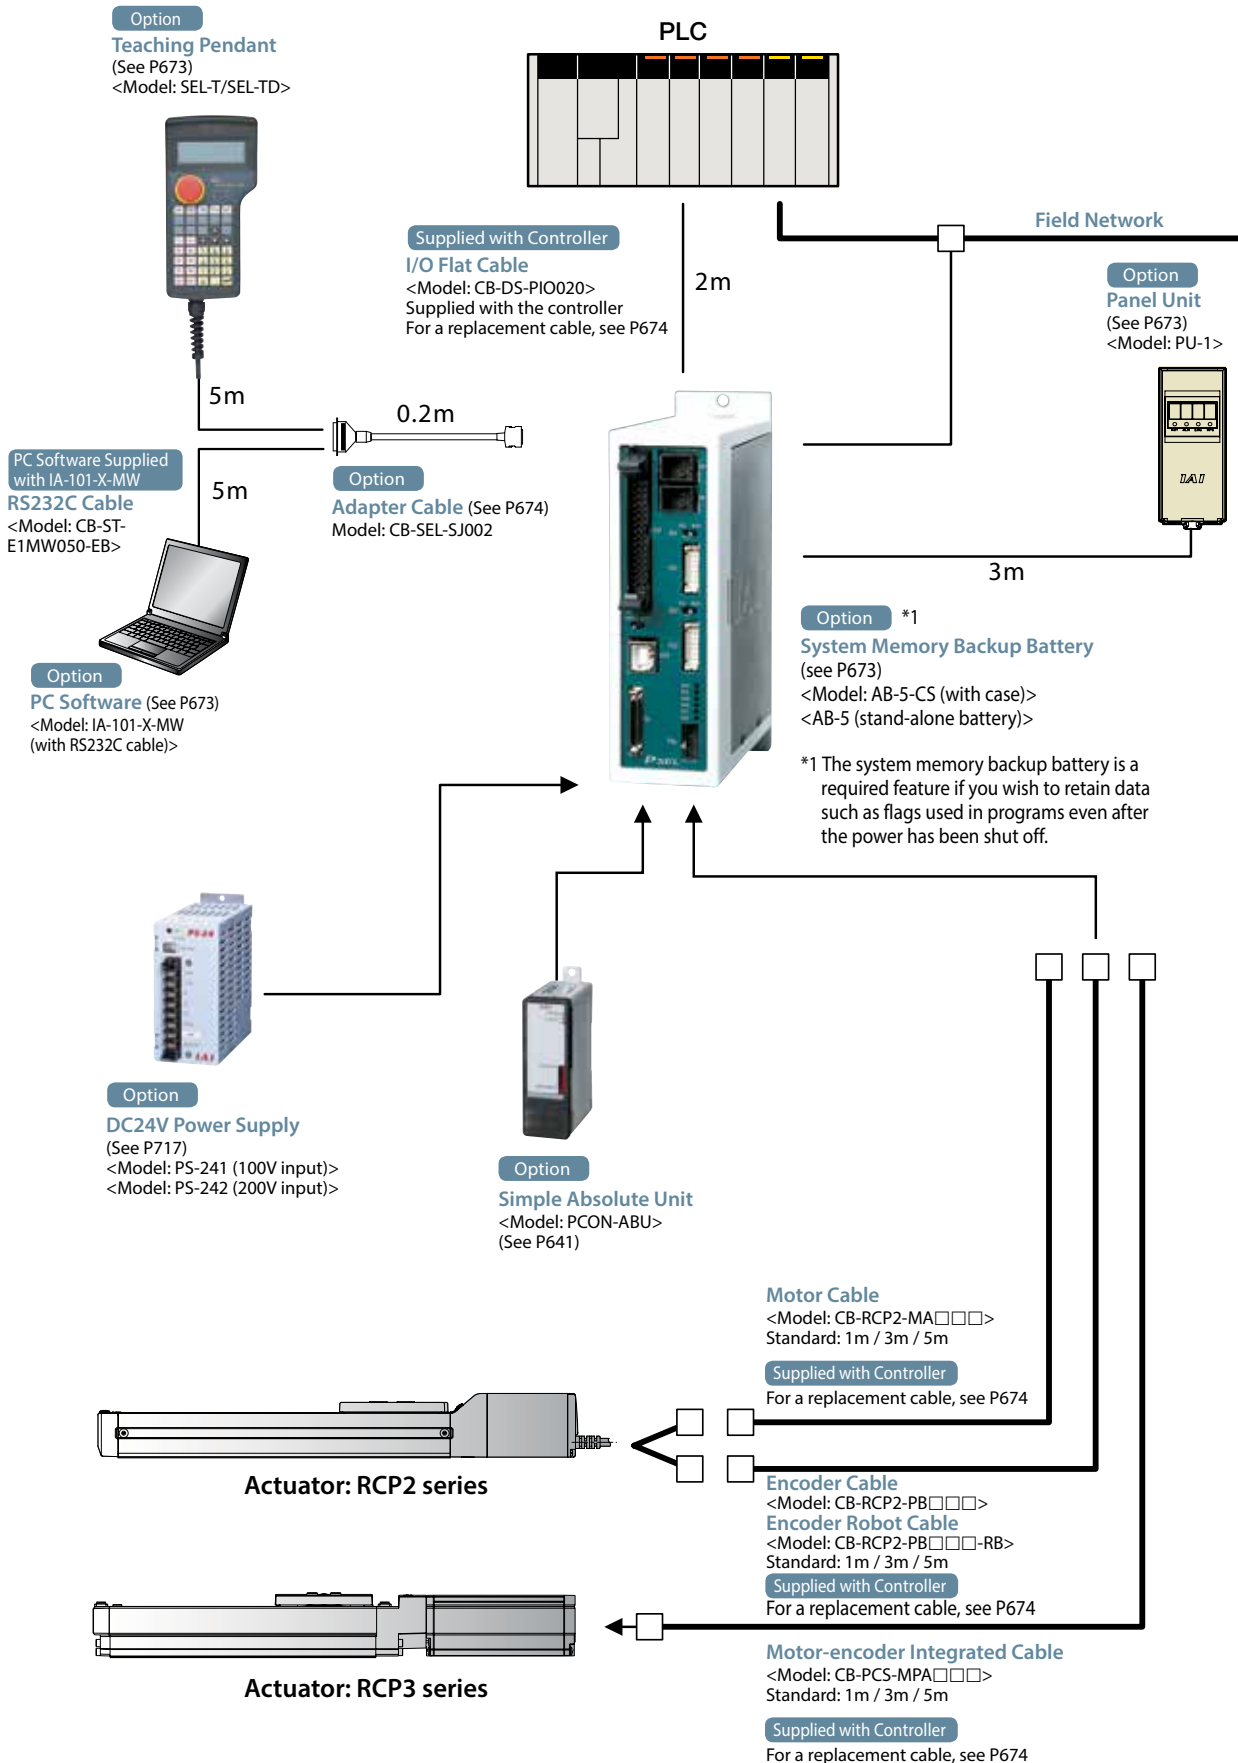 Option
Teaching Pendant
(See P673)
<Model: SEL-T/SEL-TD>
PLC
Field Network
Supplied with Controller
I/O Flat Cable
<Model: CB-DS-PIO020>
Supplied with the controller
For a replacement cable, see P674
2m
Option
Panel Unit
(See P673)
<Model: PU-1>
IAI
5m
0.2m
PC Software Supplied
with IA-101-X-MW
RS232C Cable
<Model: CB-ST-
E1MW050-EB>
5m
Option
Adapter Cable (See P674)
Model: CB-SEL-SJ002
3m
Option *1
System Memory Backup Battery
(see P673)
<Model: AB-5-CS (with case)>
<AB-5 (stand-alone battery)>
*1 The system memory backup battery is a
required feature if you wish to retain data
such as flags used in programs even after
the power has been shut off.
Option
PC Software (See P673)
<Model: IA-101-X-MW
(with RS232C cable)>
PSEL
PS-24
IAI
Option
DC24V Power Supply
(See P717)
<Model: PS-241 (100V input)>
<Model: PS-242 (200V input)>
Option
Simple Absolute Unit
<Model: PCON-ABU>
(See P641)
Motor Cable
<Model: CB-RCP2-MA□□□>
Standard: 1m / 3m / 5m
Supplied with Controller
For a replacement cable, see P674
Actuator: RCP2 series
Encoder Cable
<Model: CB-RCP2-PB□□□>
Encoder Robot Cable
<Model: CB-RCP2-PB□□□-RB>
Standard: 1m / 3m / 5m
Supplied with Controller
For a replacement cable, see P674
Actuator: RCP3 series
Motor-encoder Integrated Cable
<Model: CB-PCS-MPA□□□>
Standard: 1m / 3m / 5m
Supplied with Controller
For a replacement cable, see P674